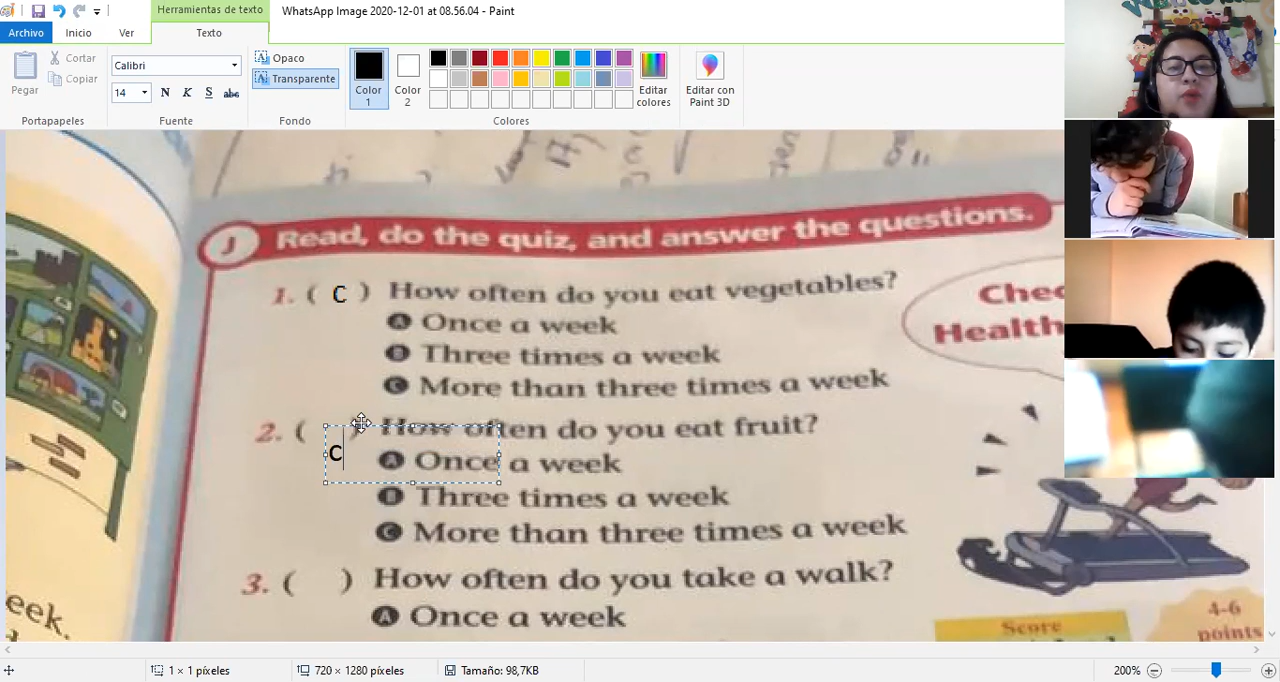 WhatsApp Image 2020-12-01 at 08.56.04 - Paint
Herramientas de texto
Archivo Inicio Ver Texto
Pegar
Cortar
Copiar
Portapapeles
Calibri
14 N K S abc
Fuente
Opaco
Transparente
Fondo
Color 1
Color 2
Colores
Editar colores
Editar con Paint 3D
J Read, do the quiz, and answer the questions.
1. ( C ) How often do you eat vegetables?
A Once a week
B Three times a week
C More than three times a week
2. ( ) How often do you eat fruit?
C
A Once a week
B Three times a week
C More than three times a week
3. ( ) How often do you take a walk?
A Once a week
eek.
Score
4-6
points
1 × 1 píxeles
720 × 1280 píxeles
Tamaño: 98,7KB
200%